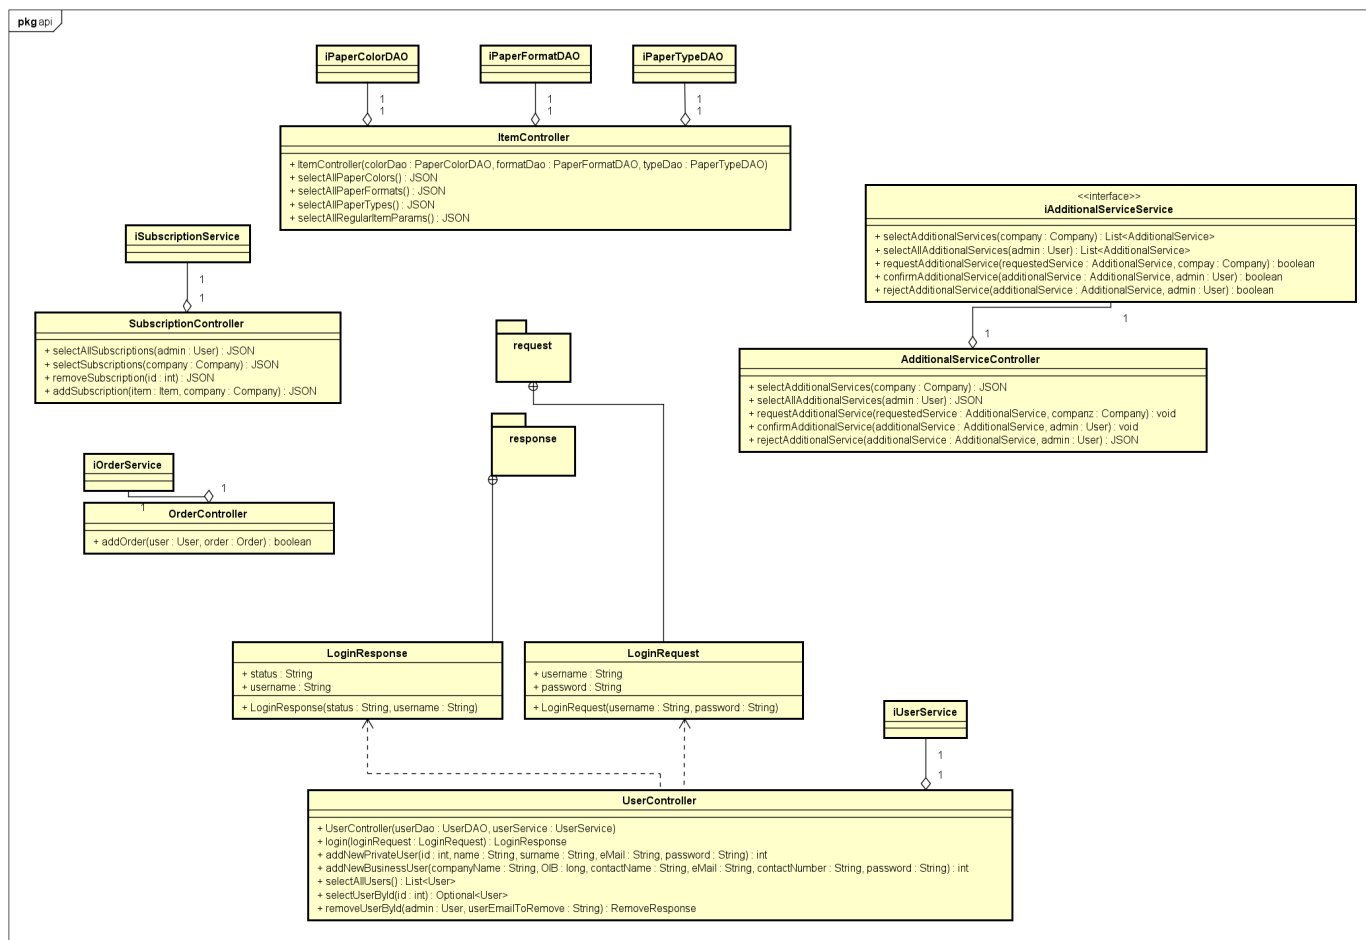 pkg api
iPaperColorDAO
iPaperFormatDAO
iPaperTypeDAO
1
1
1
1
1
1
ItemController
+ ItemController(colorDao : PaperColorDAO, formatDao : PaperFormatDAO, typeDao : PaperTypeDAO)
+ selectAllPaperColors() : JSON
+ selectAllPaperFormats() : JSON
+ selectAllPaperTypes() : JSON
+ selectAllRegularItemParams() : JSON
<<interface>>
iAdditionalServiceService
+ selectAdditionalServices(company : Company) : List<AdditionalService>
+ selectAllAdditionalServices(admin : User) : List<AdditionalService>
+ requestAdditionalService(requestedService : AdditionalService, compay : Company) : boolean
+ confirmAdditionalService(additionalService : AdditionalService, admin : User) : boolean
+ rejectAdditionalService(additionalService : AdditionalService, admin : User) : boolean
1
1
AdditionalServiceController
+ selectAdditionalServices(company : Company) : JSON
+ selectAllAdditionalServices(admin : User) : JSON
+ requestAdditionalService(requestedService : AdditionalService, companz : Company) : void
+ confirmAdditionalService(additionalService : AdditionalService, admin : User) : void
+ rejectAdditionalService(additionalService : AdditionalService, admin : User) : JSON
iSubscriptionService
1
1
SubscriptionController
+ selectAllSubscriptions(admin : User) : JSON
+ selectSubscriptions(company : Company) : JSON
+ removeSubscription(id : int) : JSON
+ addSubscription(item : Item, company : Company) : JSON
request
response
iOrderService
1
1
OrderController
+ addOrder(user : User, order : Order) : boolean
LoginResponse
+ status : String
+ username : String
+ LoginResponse(status : String, username : String)
LoginRequest
+ username : String
+ password : String
+ LoginRequest(username : String, password : String)
iUserService
1
1
UserController
+ UserController(userDao : UserDAO, userService : UserService)
+ login(loginRequest : LoginRequest) : LoginResponse
+ addNewPrivateUser(id : int, name : String, surname : String, eMail : String, password : String) : int
+ addNewBusinessUser(companyName : String, OIB : long, contactName : String, eMail : String, contactNumber : String, password : String) : int
+ selectAllUsers() : List<User>
+ selectUserById(id : int) : Optional<User>
+ removeUserById(admin : User, userEmailToRemove : String) : RemoveResponse